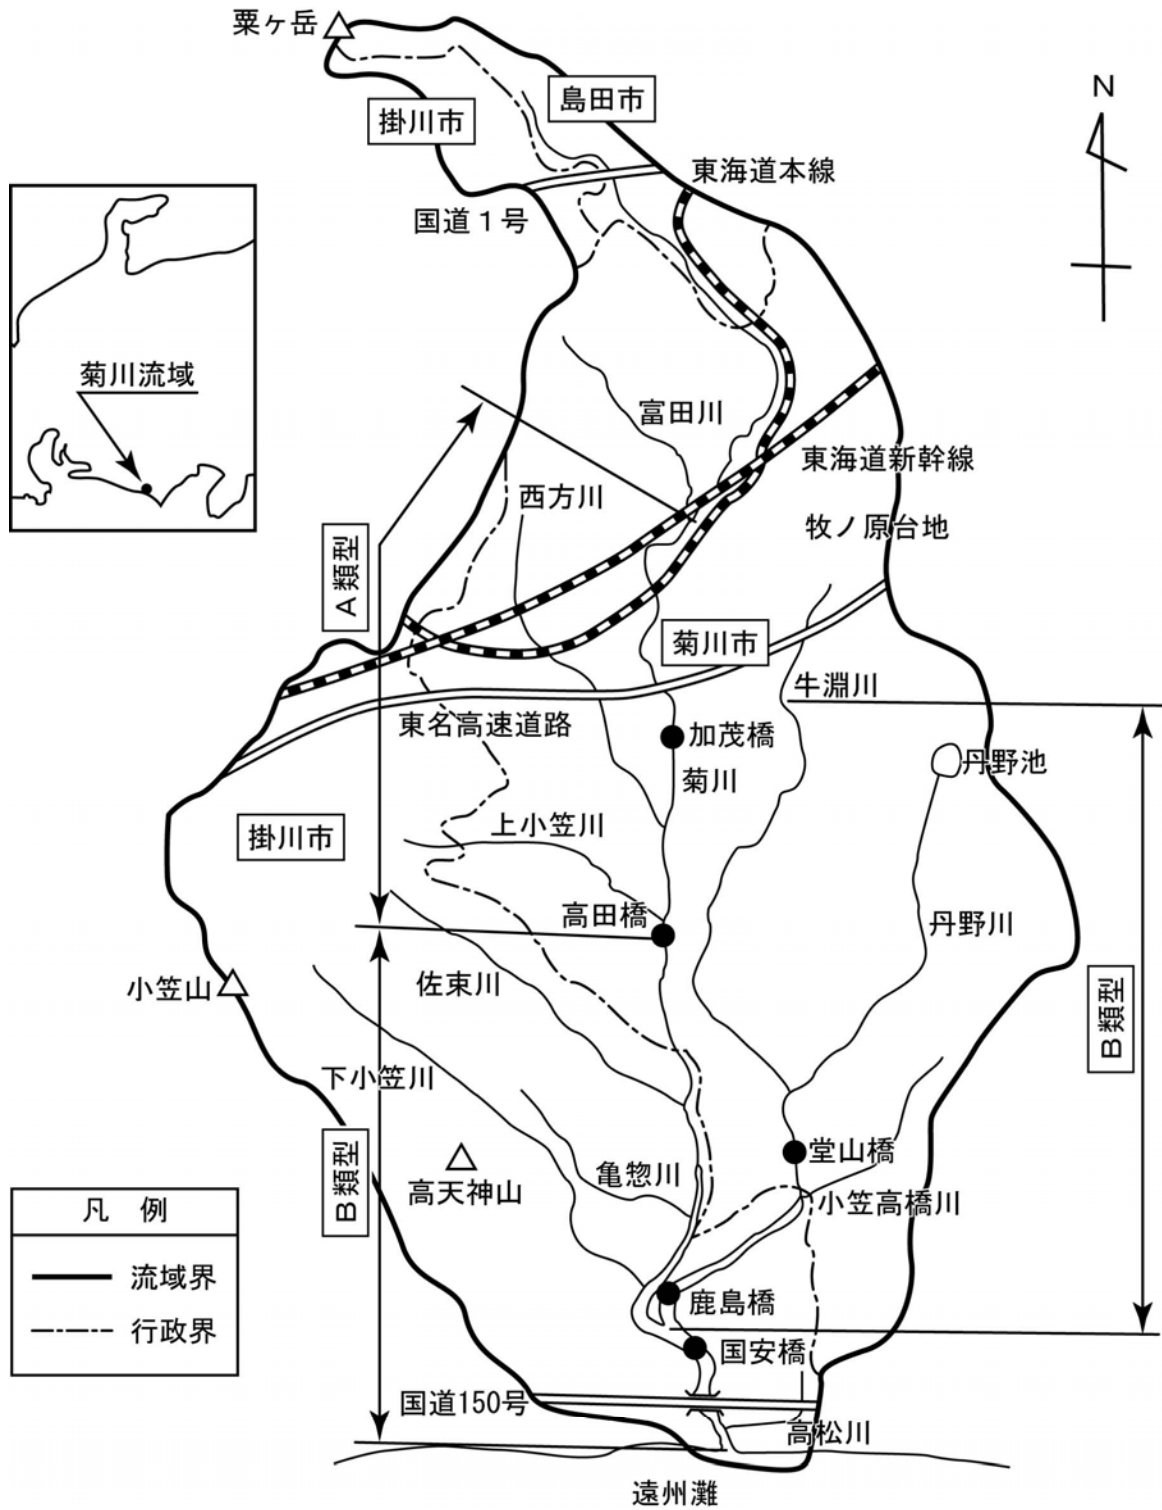 粟ヶ岳
島田市
掛川市
N
東海道本線
国道１号
菊川流域
富田川
東海道新幹線
西方川
牧ノ原台地
A類型
菊川市
牛淵川
東名高速道路
加茂橋
丹野池
菊川
上小笠川
掛川市
高田橋
丹野川
佐束川
小笠山
B類型
下小笠川
堂山橋
B類型
高天神山
亀惣川
小笠高橋川
凡 例
流域界
行政界
鹿島橋
国安橋
国道150号
高松川
遠州灘